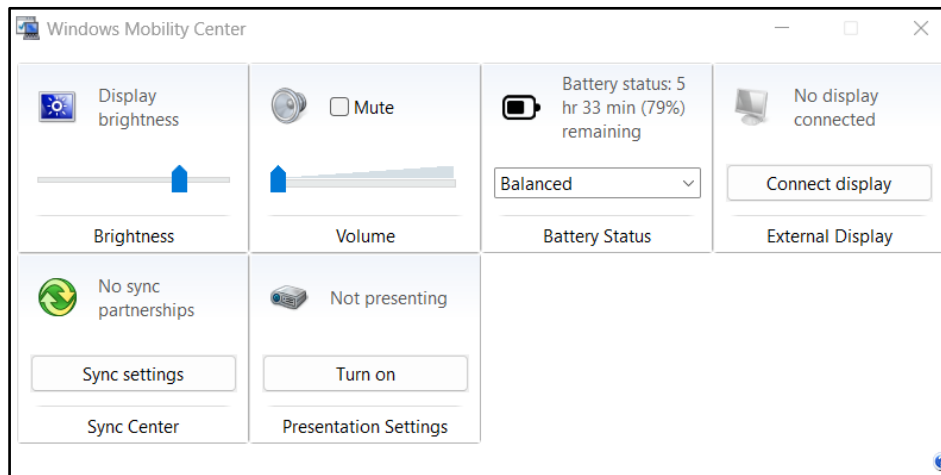 Windows Mobility Center
Display
brightness
Brightness
Mute
Volume
Battery status: 5
hr 33 min (79%)
remaining
Balanced
Battery Status
No display
connected
Connect display
External Display
No sync
partnerships
Sync settings
Sync Center
Not presenting
Turn on
Presentation Settings